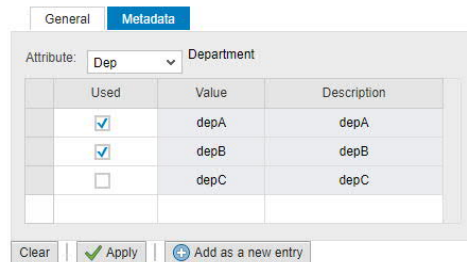 General Metadata
Attribute: Dep Department
Used Value Description
depA depA
depB depB
depC depC
Clear Apply Add as a new entry